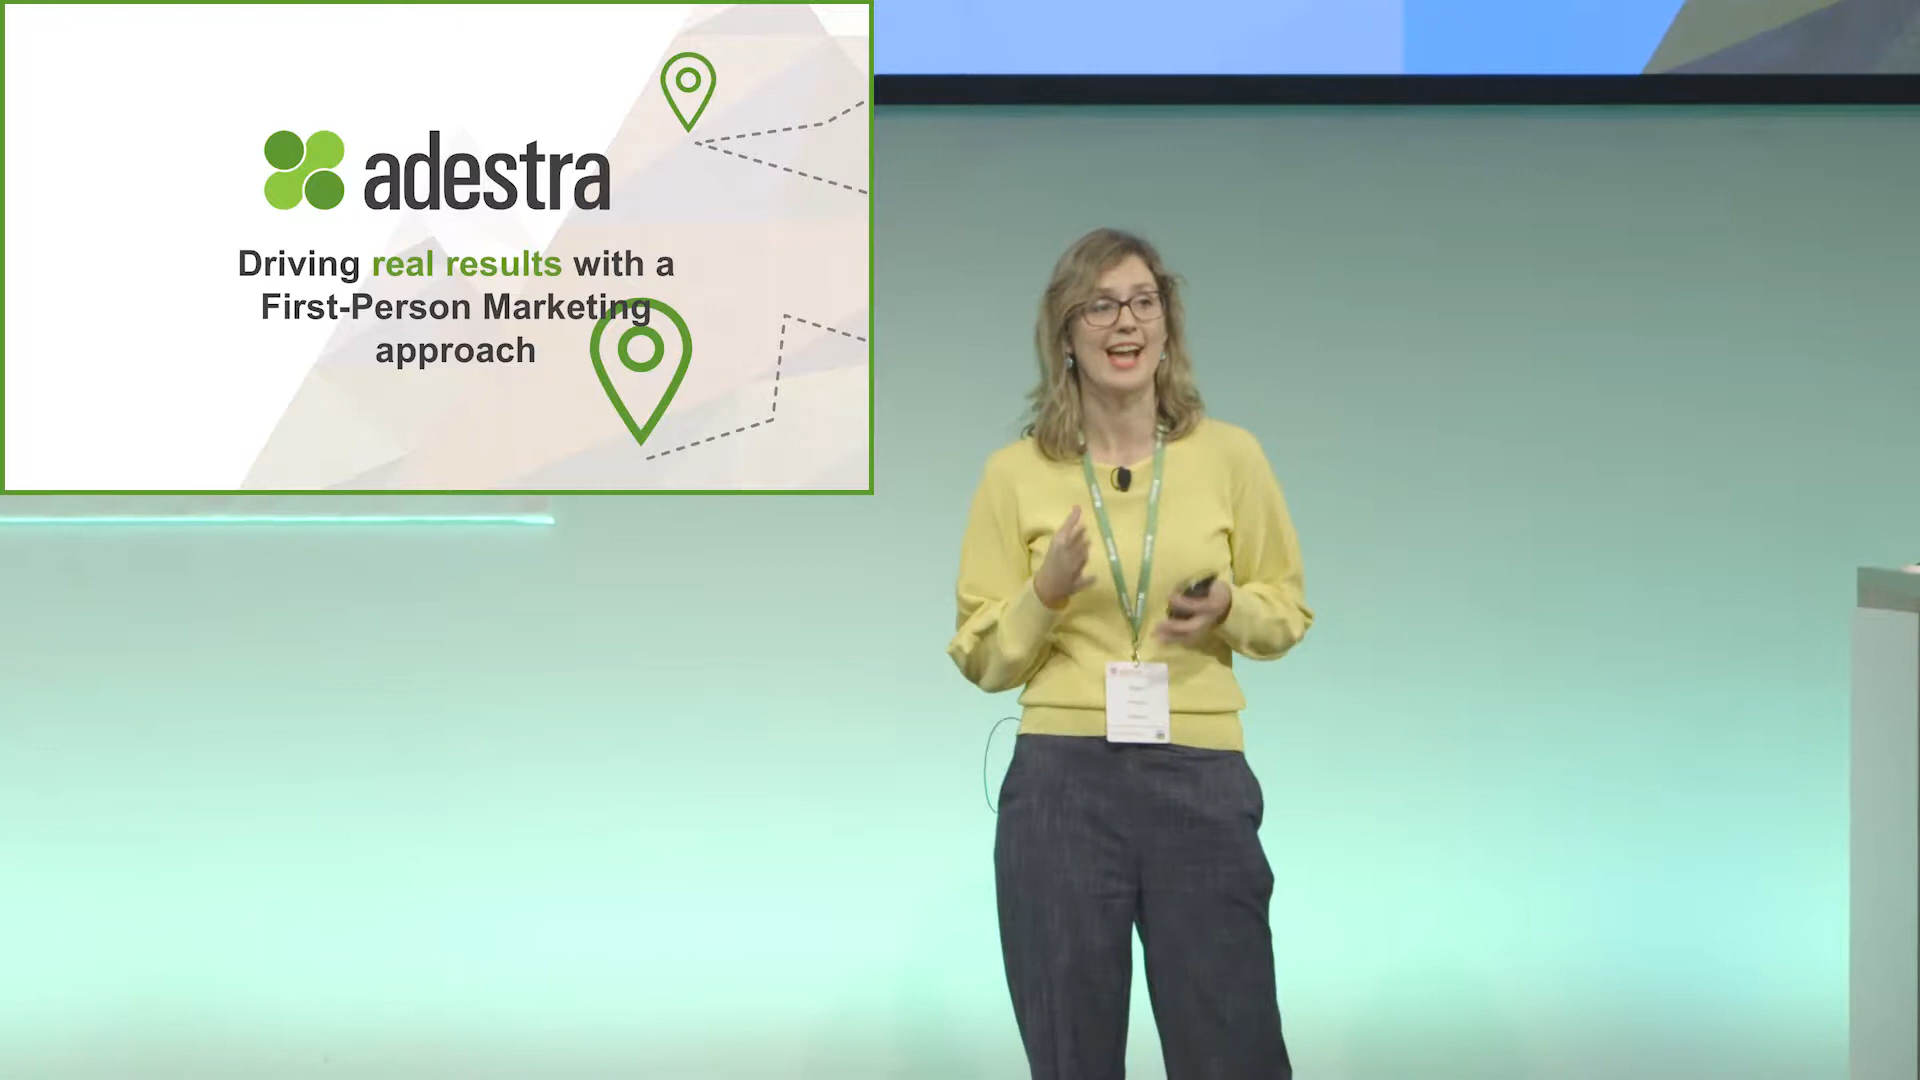 adestra
Driving real results with a
First-Person Marketing
approach